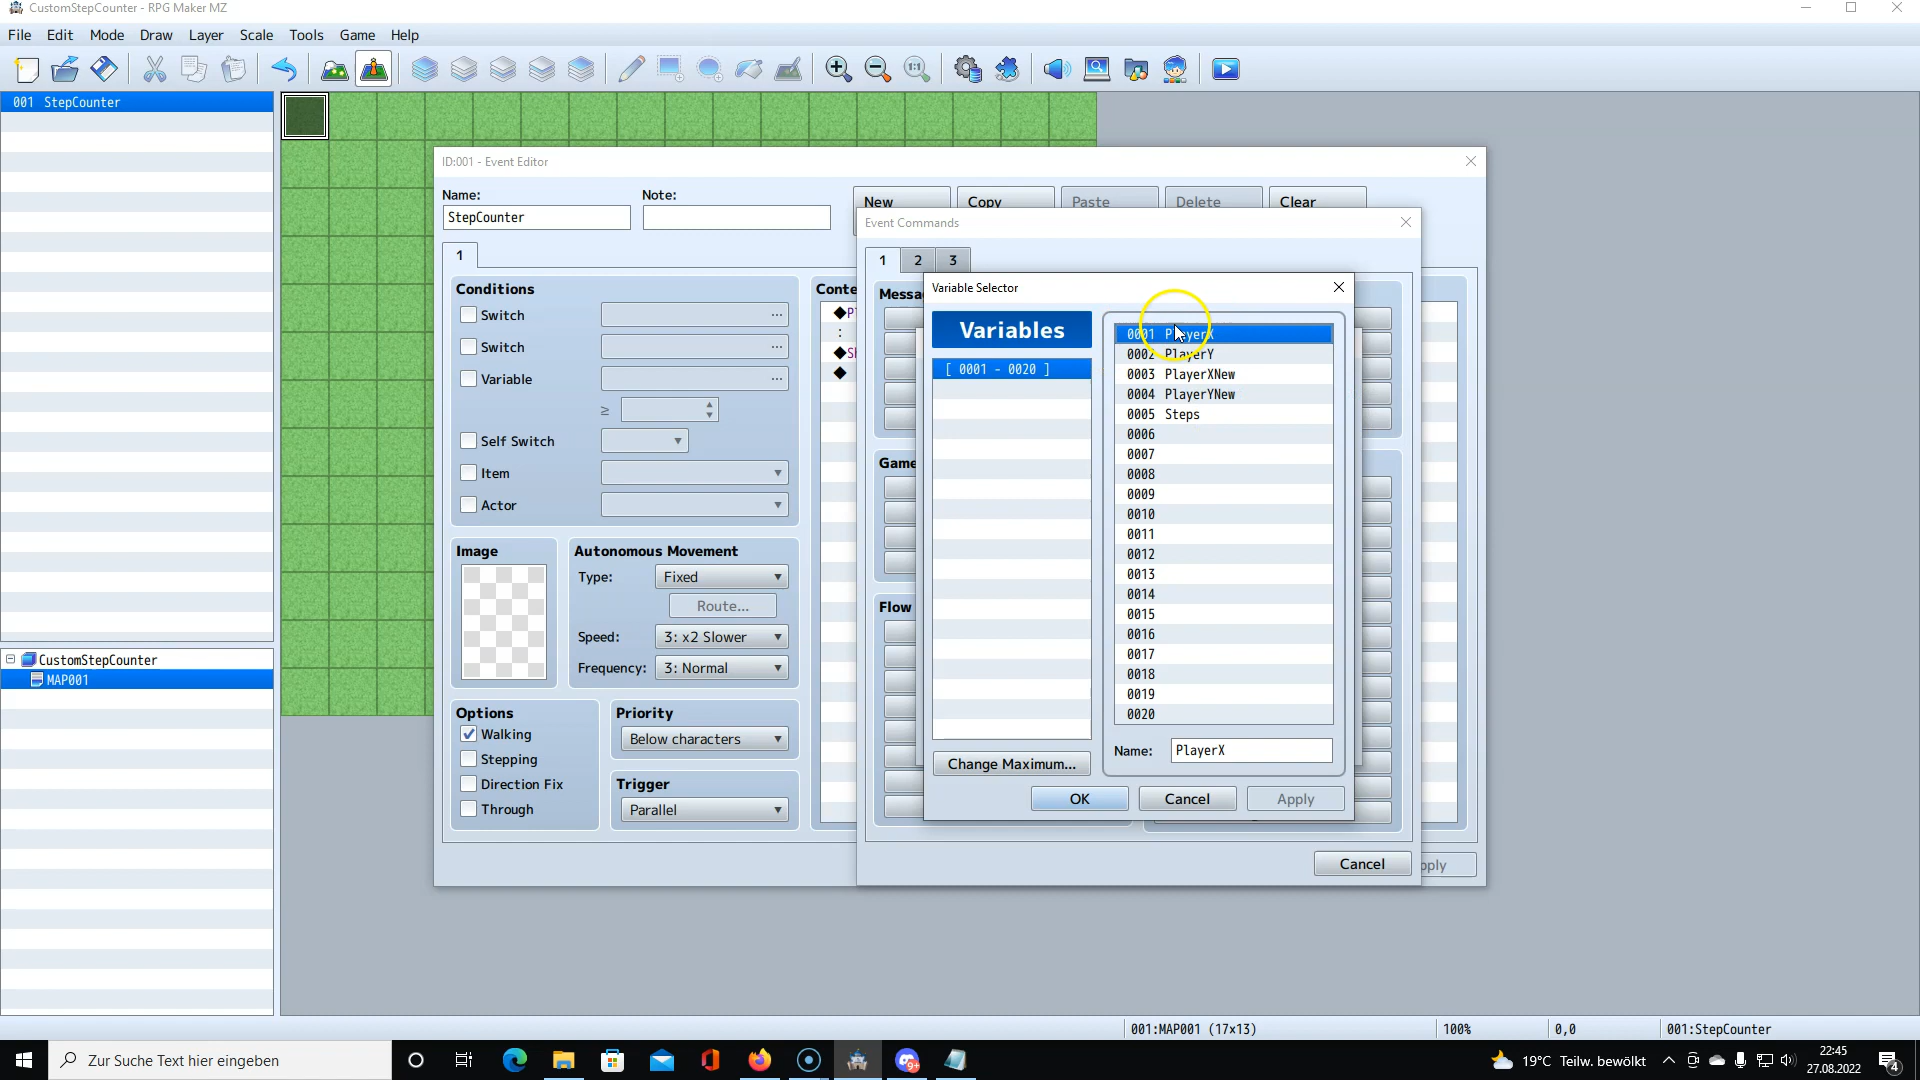 CustomStepCounter - RPG Maker MZ
File Edit Mode Draw Layer Scale Tools Game Help
1:1
001 StepCounter
ID:001 - Event Editor
Name:
Note:
StepCounter
New
Copy
Paste
Delete
Clear
Event Commands
1
1 2 3
Conditions
Switch
...
Switch
...
Variable
...
≥
Self Switch
Item
Actor
Image
Autonomous Movement
Type: Fixed
Route...
Speed: 3: x2 Slower
Frequency: 3: Normal
Options
Walking
Stepping
Direction Fix
Through
Priority
Below characters
Trigger
Parallel
Conte
◆P
:
◆S
◆
Messa
Game
Flow
Variable Selector
Variables
[ 0001 - 0020 ]
0001 PlayerX
0002 PlayerY
0003 PlayerXNew
0004 PlayerYNew
0005 Steps
0006
0007
0008
0009
0010
0011
0012
0013
0014
0015
0016
0017
0018
0019
0020
Name: PlayerX
Change Maximum...
OK
Cancel
Apply
Cancel
pply
CustomStepCounter
MAP001
001:MAP001 (17x13)
100%
0,0
001:StepCounter
Zur Suche Text hier eingeben
9+
19°C Teilw. bewölkt
22:45
27.08.2022
4